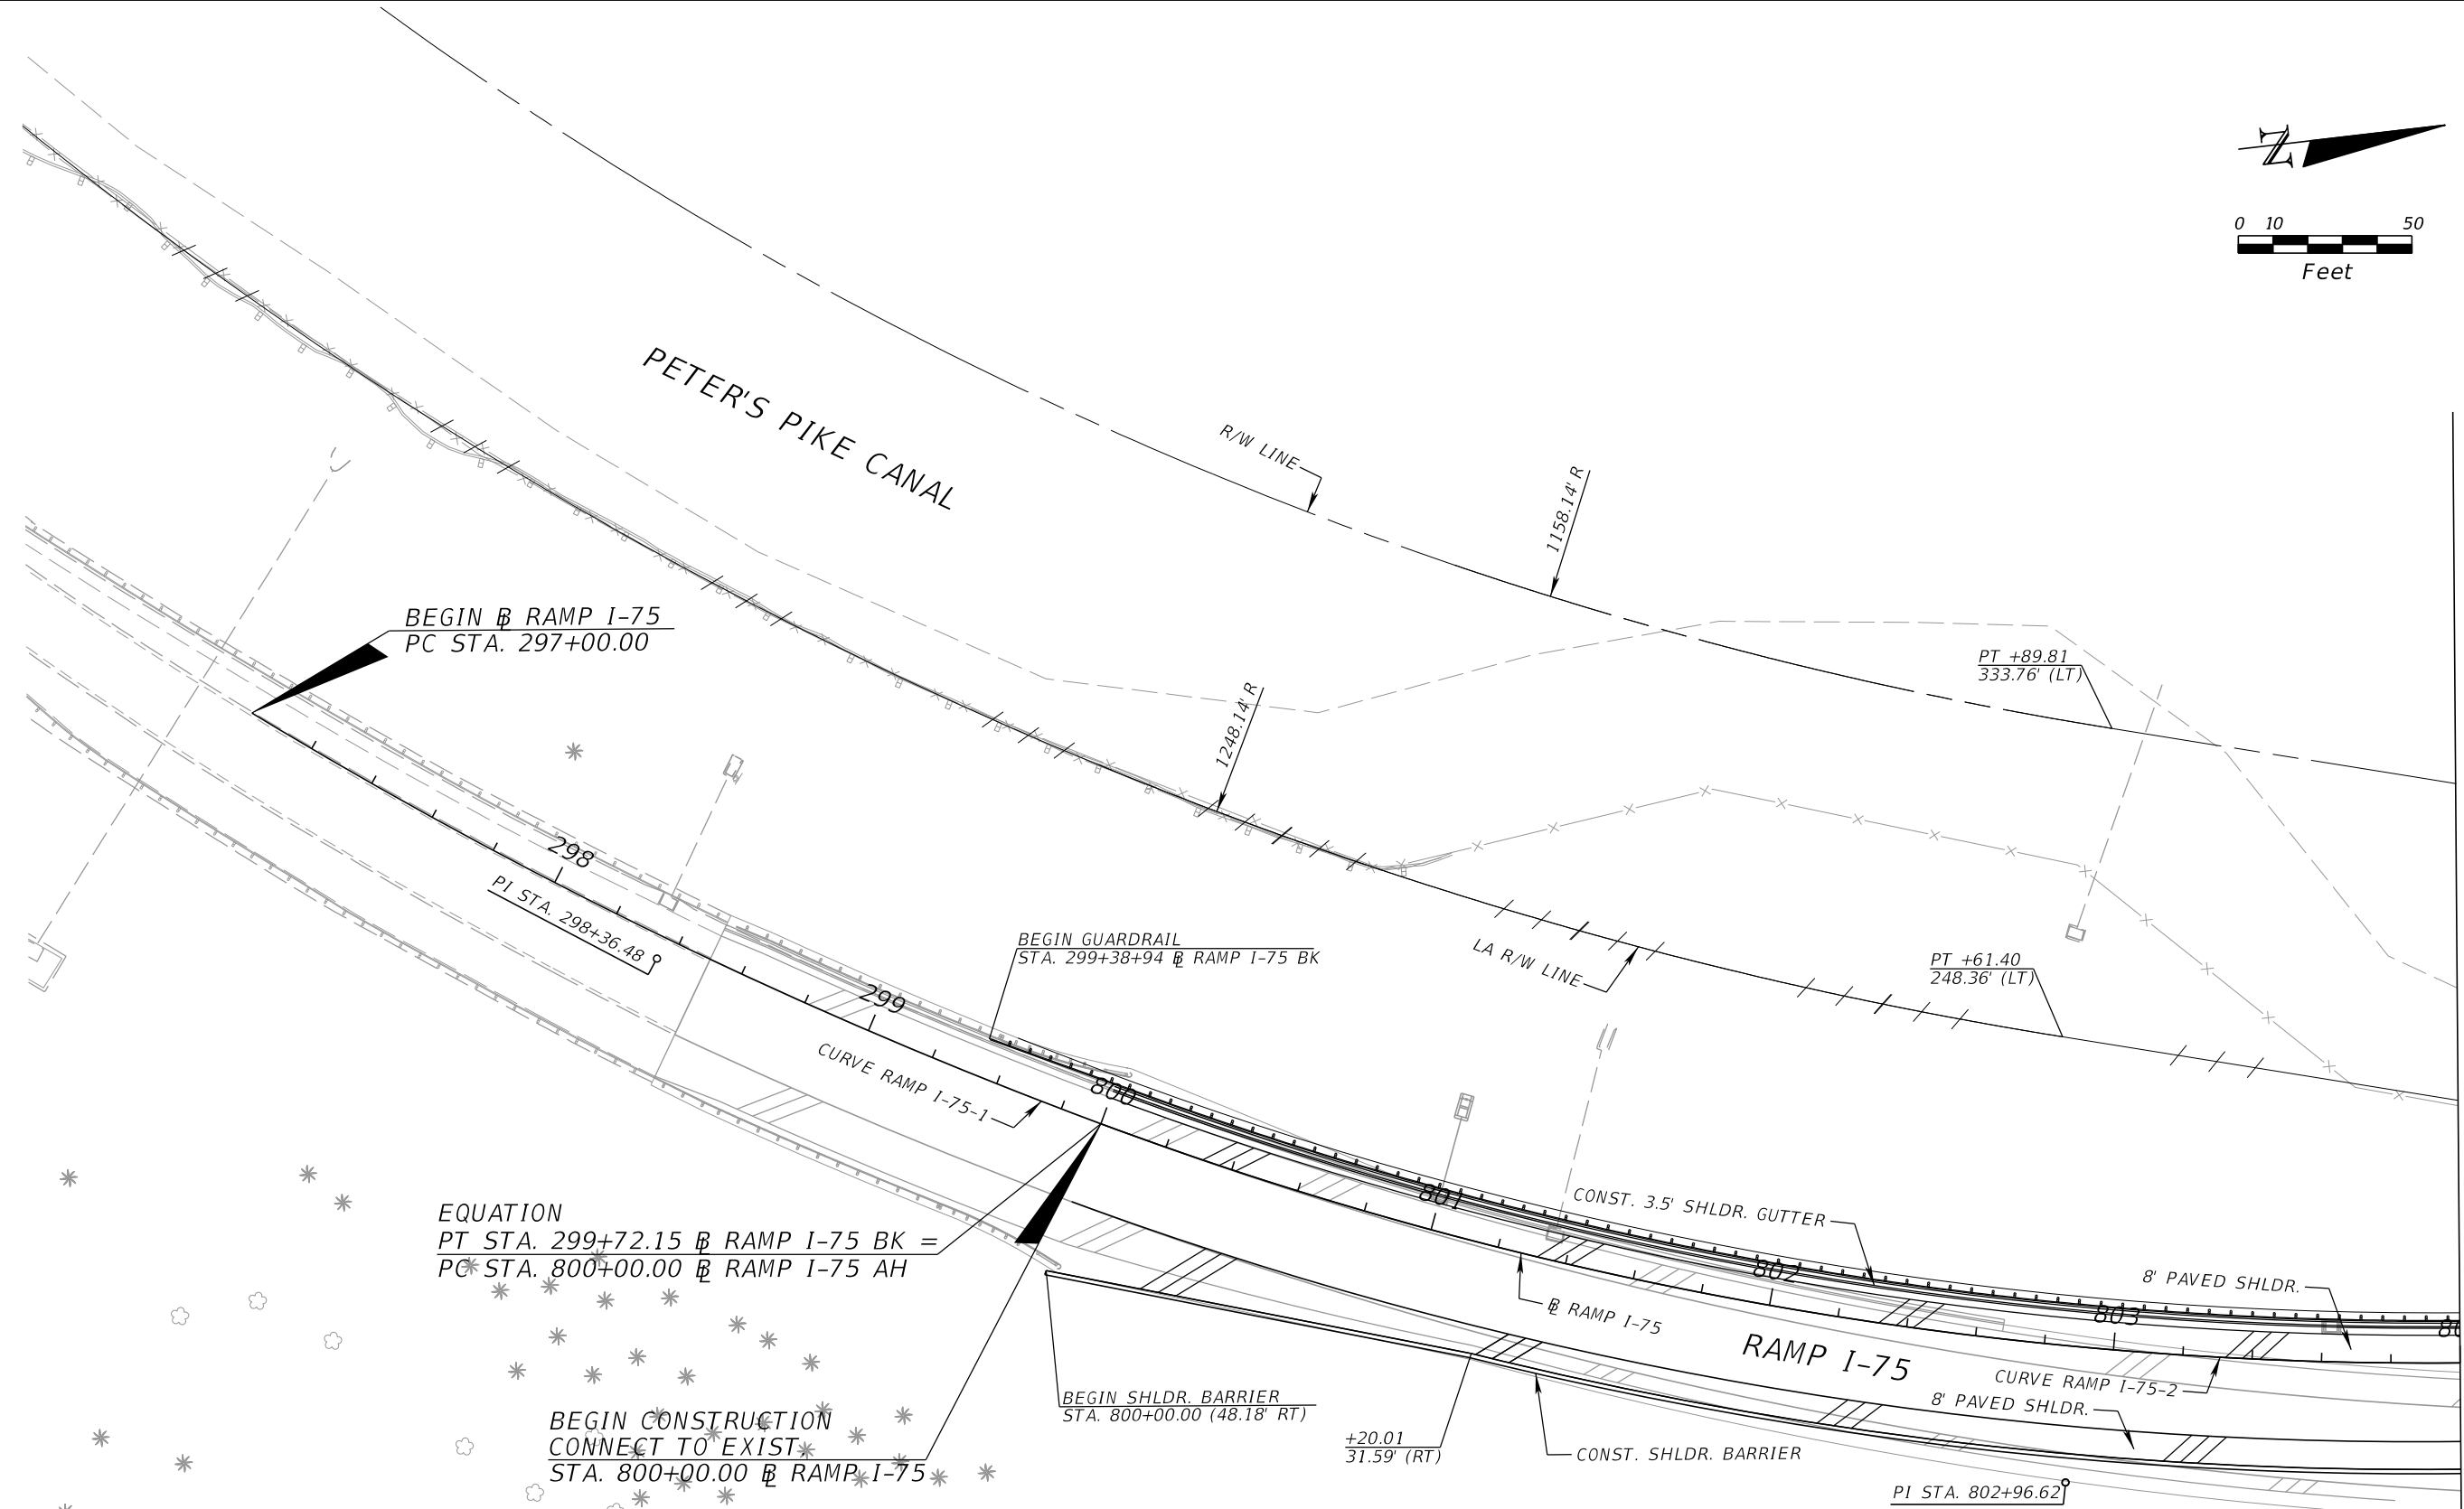 N
0 10 50
Feet
PETER'S PIKE CANAL
R/W LINE
1158.14' R
BEGIN BL RAMP I-75
PC STA. 297+00.00
PT +89.81
333.76' (LT)
1248.14' R
298
PI STA. 298+36.48
BEGIN GUARDRAIL
STA. 299+38+94 BL RAMP I-75 BK
LA R/W LINE
PT +61.40
248.36' (LT)
299
CURVE RAMP I-75-1
800
EQUATION
PT STA. 299+72.15 BL RAMP I-75 BK =
PC STA. 800+00.00 BL RAMP I-75 AH
801
CONST. 3.5' SHLDR. GUTTER
802
8' PAVED SHLDR.
803
BL RAMP I-75
RAMP I-75
CURVE RAMP I-75-2
8' PAVED SHLDR.
BEGIN SHLDR. BARRIER
STA. 800+00.00 (48.18' RT)
BEGIN CONSTRUCTION
CONNECT TO EXIST.
STA. 800+00.00 BL RAMP I-75
+20.01
31.59' (RT)
CONST. SHLDR. BARRIER
PI STA. 802+96.62